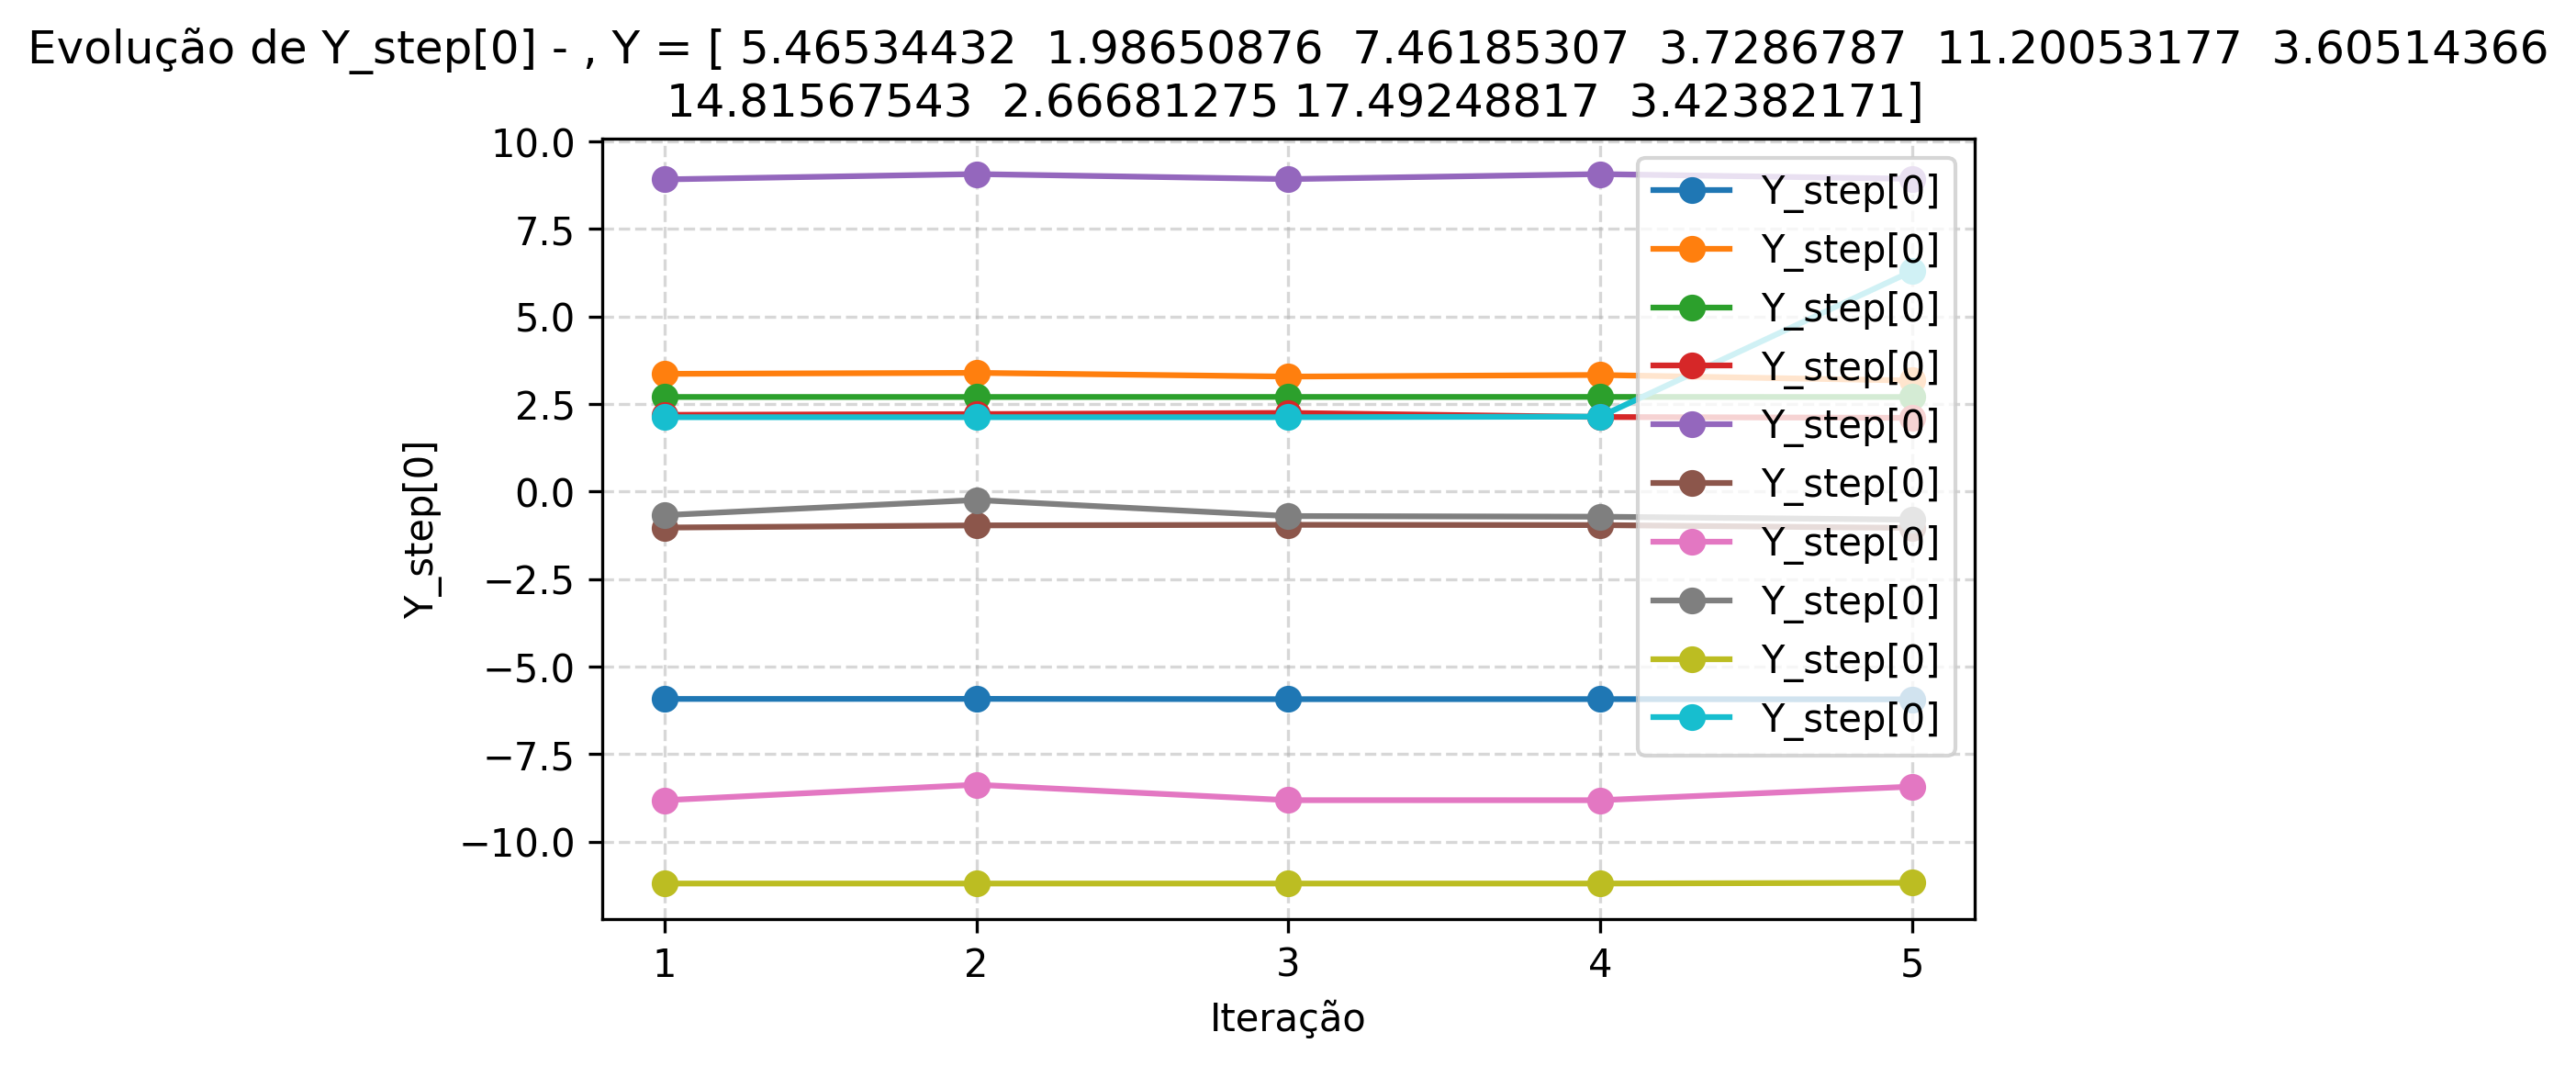 Evolução de Y_step[0] - , Y = [ 5.46534432  1.98650876  7.46185307  3.7286787  11.20053177  3.60514366
14.81567543  2.66681275 17.49248817  3.42382171]
10.0
7.5
5.0
2.5
0.0
−2.5
−5.0
−7.5
−10.0
Y_step[0]
Y_step[0]
Y_step[0]
Y_step[0]
Y_step[0]
Y_step[0]
Y_step[0]
Y_step[0]
Y_step[0]
Y_step[0]
Y_step[0]
1 2 3 4 5
Iteração